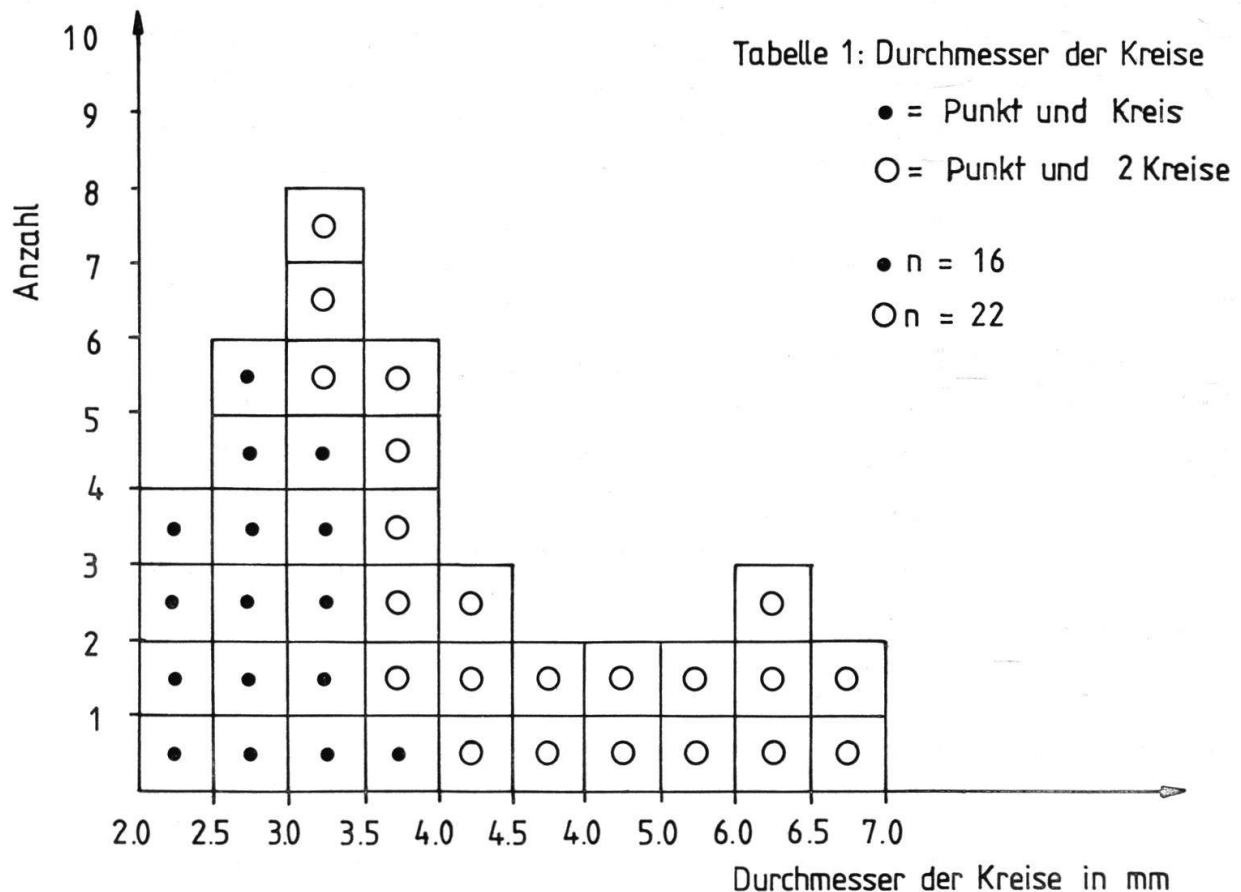 Tabelle 1: Durchmesser der Kreise
● = Punkt und Kreis
○ = Punkt und 2 Kreise
● n = 16
○ n = 22
Anzahl
10
9
8
7
6
5
4
3
2
1
2.0 2.5 3.0 3.5 4.0 4.5 4.0 5.0 6.0 6.5 7.0
Durchmesser der Kreise in mm